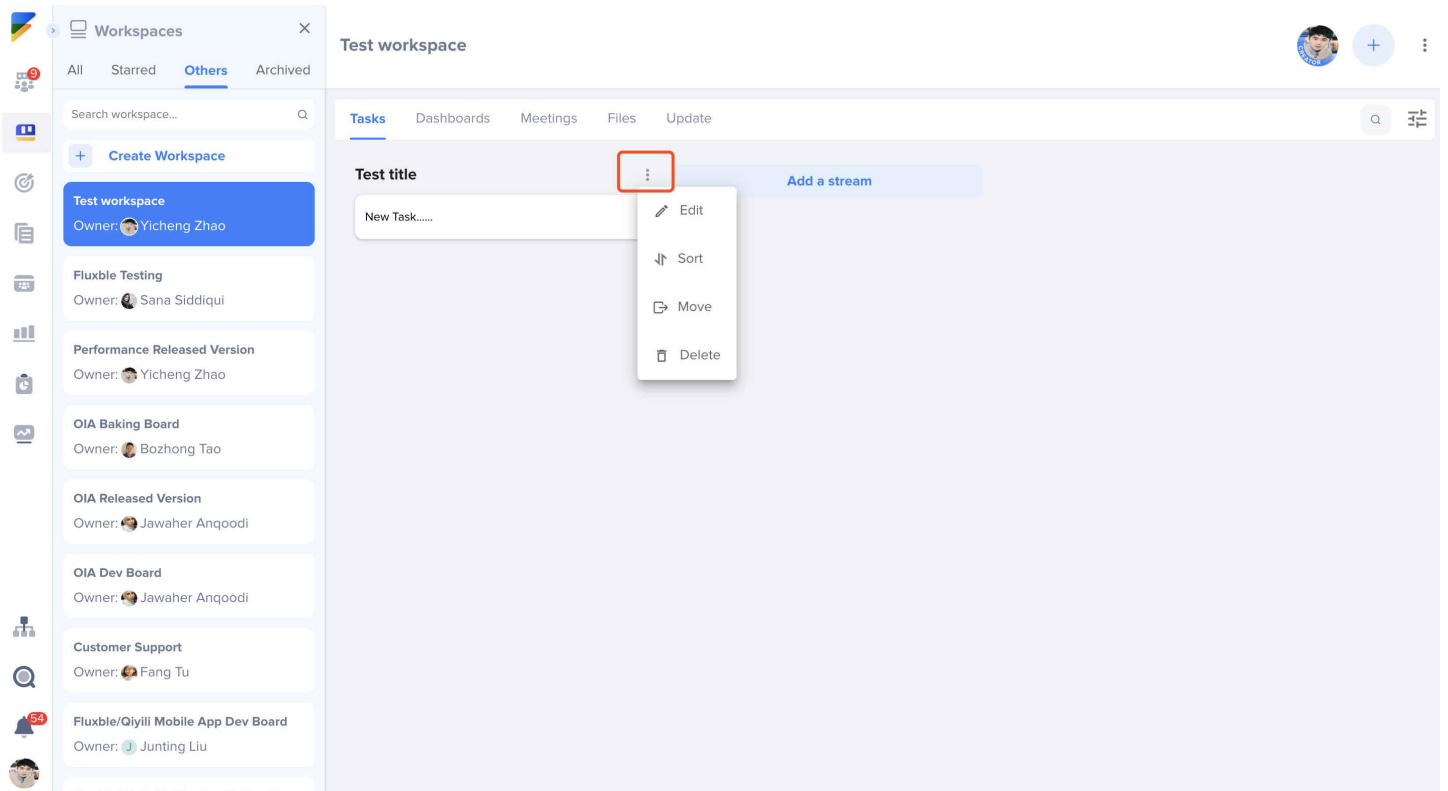 Workspaces
All Starred Others Archived
Search workspace...
Create Workspace
Test workspace
Owner: Yicheng Zhao
Fluxble Testing
Owner: Sana Siddiqui
Performance Released Version
Owner: Yicheng Zhao
OIA Baking Board
Owner: Bozhong Tao
OIA Released Version
Owner: Jawaher Anqoodi
OIA Dev Board
Owner: Jawaher Anqoodi
Customer Support
Owner: Fang Tu
Fluxble/Qiyili Mobile App Dev Board
Owner: J Junting Liu
9
54
Test workspace
CREATOR
Tasks Dashboards Meetings Files Update
Test title
Add a stream
New Task......
Edit
Sort
Move
Delete